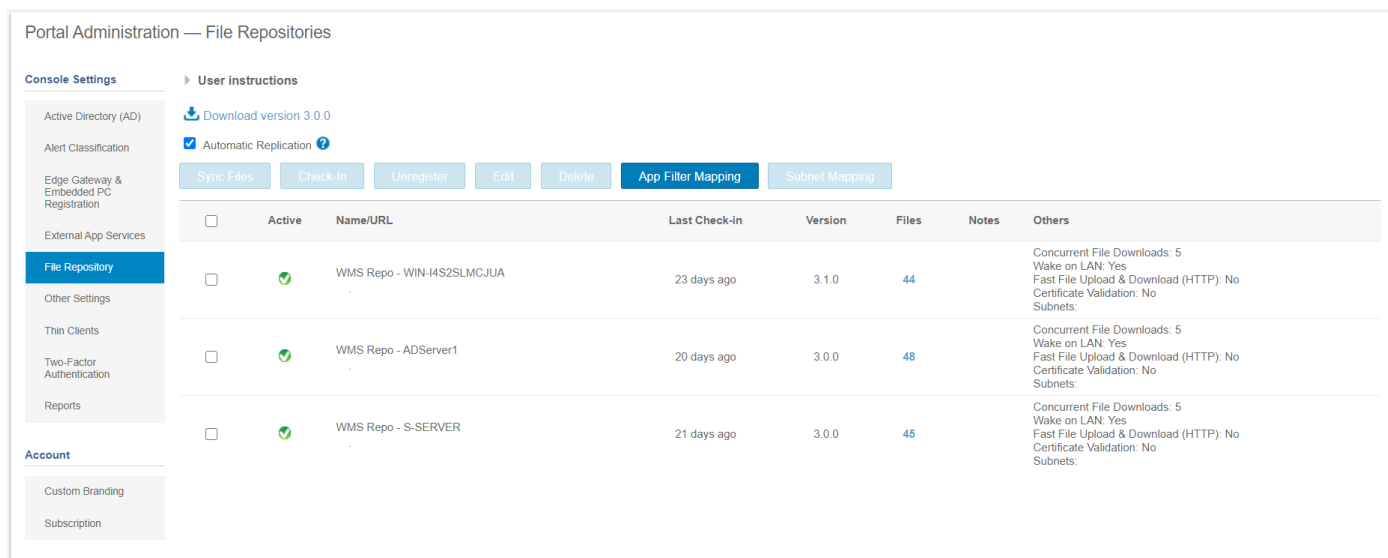 Portal Administration — File Repositories
Console Settings
Active Directory (AD)
Alert Classification
Edge Gateway &
Embedded PC
Registration
External App Services
File Repository
Other Settings
Thin Clients
Two-Factor
Authentication
Reports
Account
Custom Branding
Subscription
User instructions
Download version 3.0.0
Automatic Replication ?
Sync Files Check-In Unregister Edit Delete App Filter Mapping Subnet Mapping
Active Name/URL Last Check-in Version Files Notes Others
WMS Repo - WIN-I4S2SLMCJUA 23 days ago 3.1.0 44
Concurrent File Downloads: 5
Wake on LAN: Yes
Fast File Upload & Download (HTTP): No
Certificate Validation: No
Subnets:
WMS Repo - ADServer1 20 days ago 3.0.0 48
Concurrent File Downloads: 5
Wake on LAN: Yes
Fast File Upload & Download (HTTP): No
Certificate Validation: No
Subnets:
WMS Repo - S-SERVER 21 days ago 3.0.0 45
Concurrent File Downloads: 5
Wake on LAN: Yes
Fast File Upload & Download (HTTP): No
Certificate Validation: No
Subnets: